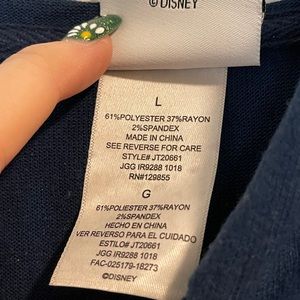 ©DISNEY
L
61%POLYESTER 37%RAYON
2%SPANDEX
MADE IN CHINA
SEE REVERSE FOR CARE
STYLE# JT20661
JGG IR9288 1018
RN#129855
G
61%POLIESTER 37%RAYON
2%SPANDEX
HECHO EN CHINA
VER REVERSO PARA EL CUIDADO
ESTILO# JT20661
JGG IR9288 1018
FAC-025179-18273
©DISNEY